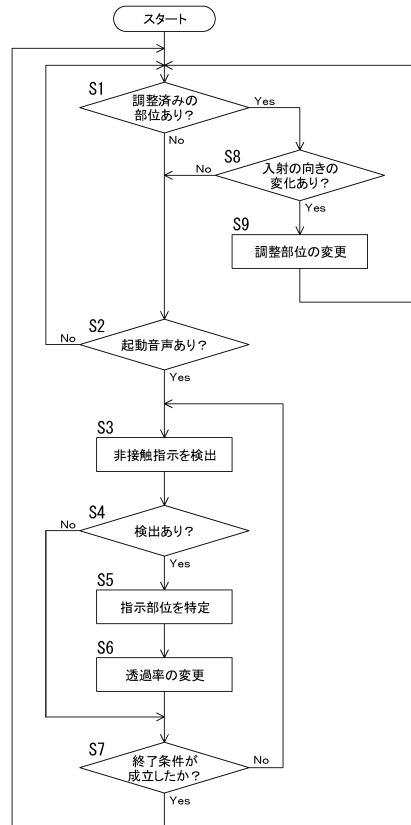 スタート
S1
調整済みの
部位あり?
Yes
No
S8
入射の向きの
変化あり?
No
Yes
S9
調整部位の変更
S2
起動音声あり?
No
Yes
S3
非接触指示を検出
S4
検出あり?
No
Yes
S5
指示部位を特定
S6
透過率の変更
S7
終了条件が
成立したか?
No
Yes